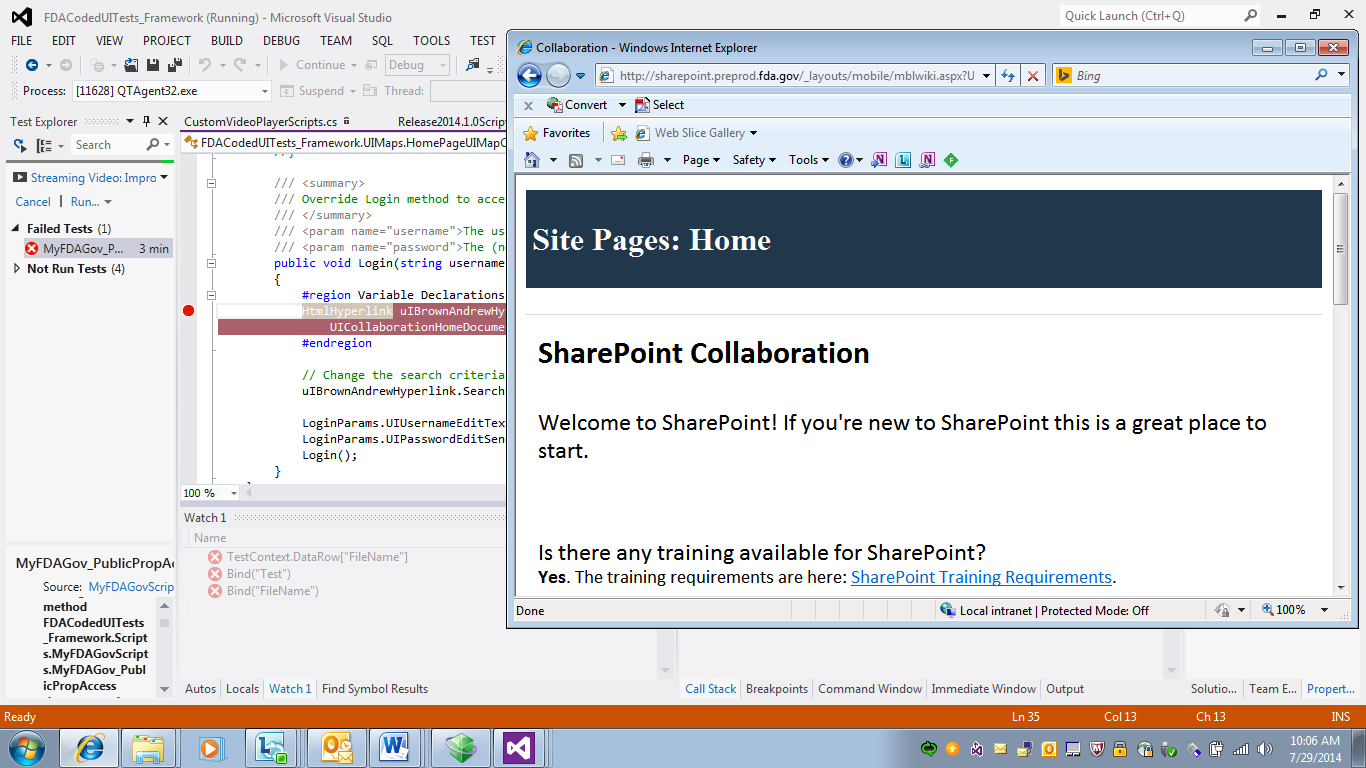 FDACodedUITests_Framework (Running) - Microsoft Visual Studio
Quick Launch (Ctrl+Q)
FILE EDIT VIEW PROJECT BUILD DEBUG TEAM SQL TOOLS TEST
Continue Debug
Process: [11628] QTAgent32.exe Suspend Thread:
Test Explorer
Search
Streaming Video: Impro
Cancel | Run...
Failed Tests (1)
MyFDAGov_P... 3 min
Not Run Tests (4)
MyFDAGov_PublicPropA
Source: MyFDAGovScrip
method
FDACodedUITests
_Framework.Script
s.MyFDAGovScript
s.MyFDAGov_Publ
icPropAccess
CustomVideoPlayerScripts.cs Release2014.1.0Scrip
FDACodedUITests_Framework.UIMaps.HomePageUIMapC
//}
/// <summary>
/// Override Login method to acce
/// </summary>
/// <param name="username">The us
/// <param name="password">The (n
public void Login(string username
{
#region Variable Declarations
HtmlHyperlink uIBrownAndrewHy
UICollaborationHomeDocume
#endregion
// Change the search criteria
uIBrownAndrewHyperlink.Search
LoginParams.UIUsernameEditTex
LoginParams.UIPasswordEditSen
Login();
}
100 %
Watch 1
Name
TestContext.DataRow["FileName"]
Bind("Test")
Bind("FileName")
Autos Locals Watch 1 Find Symbol Results
Call Stack Breakpoints Command Window Immediate Window Output
Solutio... Team E... Propert...
Collaboration - Windows Internet Explorer
http://sharepoint.preprod.fda.gov/_layouts/mobile/mblwiki.aspx?U
Bing
x Convert Select
Favorites Web Slice Gallery
Page Safety Tools
Site Pages: Home
SharePoint Collaboration
Welcome to SharePoint! If you're new to SharePoint this is a great place to
start.
Is there any training available for SharePoint?
Yes. The training requirements are here: SharePoint Training Requirements.
Done Local intranet | Protected Mode: Off 100%
Ready Ln 35 Col 13 Ch 13 INS
10:06 AM
7/29/2014